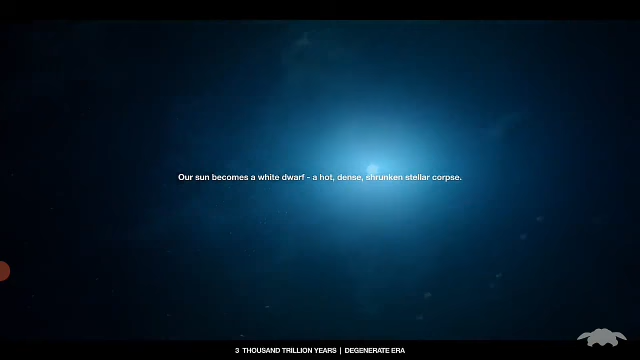 Our sun becomes a white dwarf - a hot, dense, shrunken stellar corpse.
3 THOUSAND TRILLION YEARS | DEGENERATE ERA